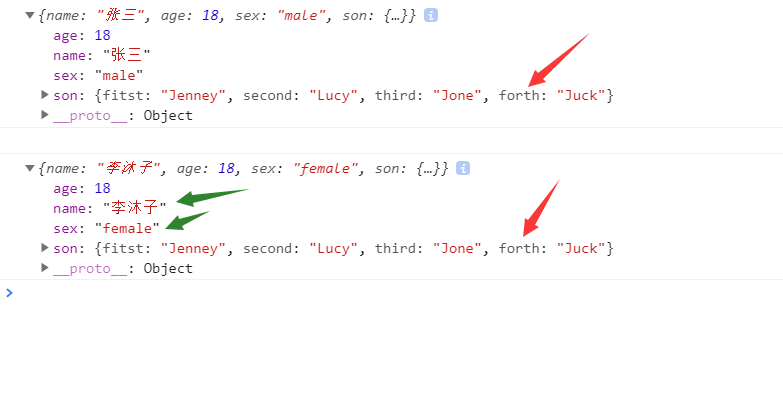 {name: "张三", age: 18, sex: "male", son: {…}} i
age: 18
name: "张三"
sex: "male"
son: {fitst: "Jenney", second: "Lucy", third: "Jone", forth: "Juck"}
__proto__: Object
{name: "李沐子", age: 18, sex: "female", son: {…}} i
age: 18
name: "李沐子"
sex: "female"
son: {fitst: "Jenney", second: "Lucy", third: "Jone", forth: "Juck"}
__proto__: Object